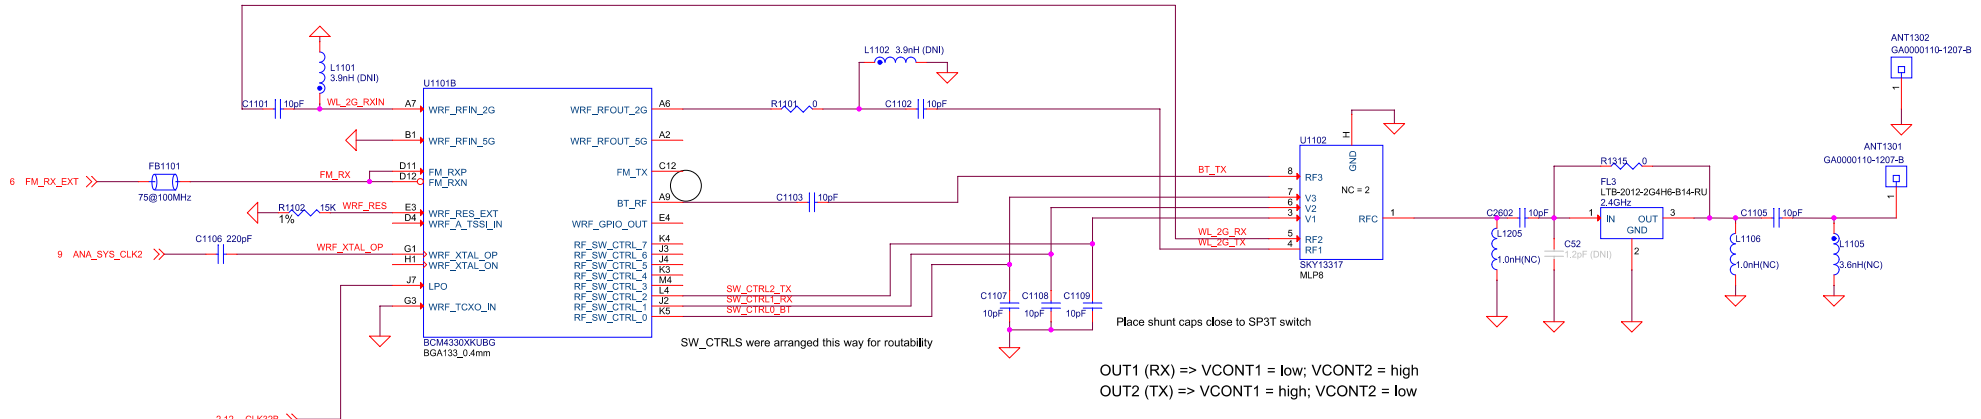 ANT1302
GA0000110-1207-B
1
L1101
3.9nH (DNI)
L1102 3.9nH (DNI)
U1101B
C1101 10pF
WL_2G_RXIN
A7
WRF_RFIN_2G
WRF_RFOUT_2G
A6
R1101 0
C1102 10pF
B1
WRF_RFIN_5G
WRF_RFOUT_5G
A2
FB1101
75@100MHz
6 FM_RX_EXT
FM_RX
D11
FM_RXP
D12
FM_RXN
FM_TX
C12
BT_RF
A9
C1103 10pF
R1102 15K
1%
WRF_RES
E3
WRF_RES_EXT
D4
WRF_A_TSSI_IN
WRF_GPIO_OUT
E4
C1106 220pF
9 ANA_SYS_CLK2
WRF_XTAL_OP
G1
WRF_XTAL_OP
H1
WRF_XTAL_ON
J7
LPO
G3
WRF_TCXO_IN
RF_SW_CTRL_7
K4
RF_SW_CTRL_6
J3
RF_SW_CTRL_5
J4
RF_SW_CTRL_4
K3
RF_SW_CTRL_3
M4
RF_SW_CTRL_2
L4
SW_CTRL2_TX
RF_SW_CTRL_1
J2
SW_CTRL1_RX
RF_SW_CTRL_0
K5
SW_CTRL0_BT
BCM4330XKUBG
BGA133_0.4mm
SW_CTRLS were arranged this way for routability
C1107
10pF
C1108
10pF
C1109
10pF
Place shunt caps close to SP3T switch
U1102
H
GND
NC = 2
BT_TX
8
RF3
7
V3
6
V2
3
V1
WL_2G_RX
5
RF2
WL_2G_TX
4
RF1
RFC
1
SKY13317
MLP8
C2602 10pF
L1205
1.0nH(NC)
C52
1.2pF (DNI)
R1315 0
FL3
LTB-2012-2G4H6-B14-RU
2.4GHz
1
IN
OUT
3
GND
2
C1105 10pF
L1106
1.0nH(NC)
L1105
3.6nH(NC)
ANT1301
GA0000110-1207-B
1
OUT1 (RX) => VCONT1 = low; VCONT2 = high
OUT2 (TX) => VCONT1 = high; VCONT2 = low